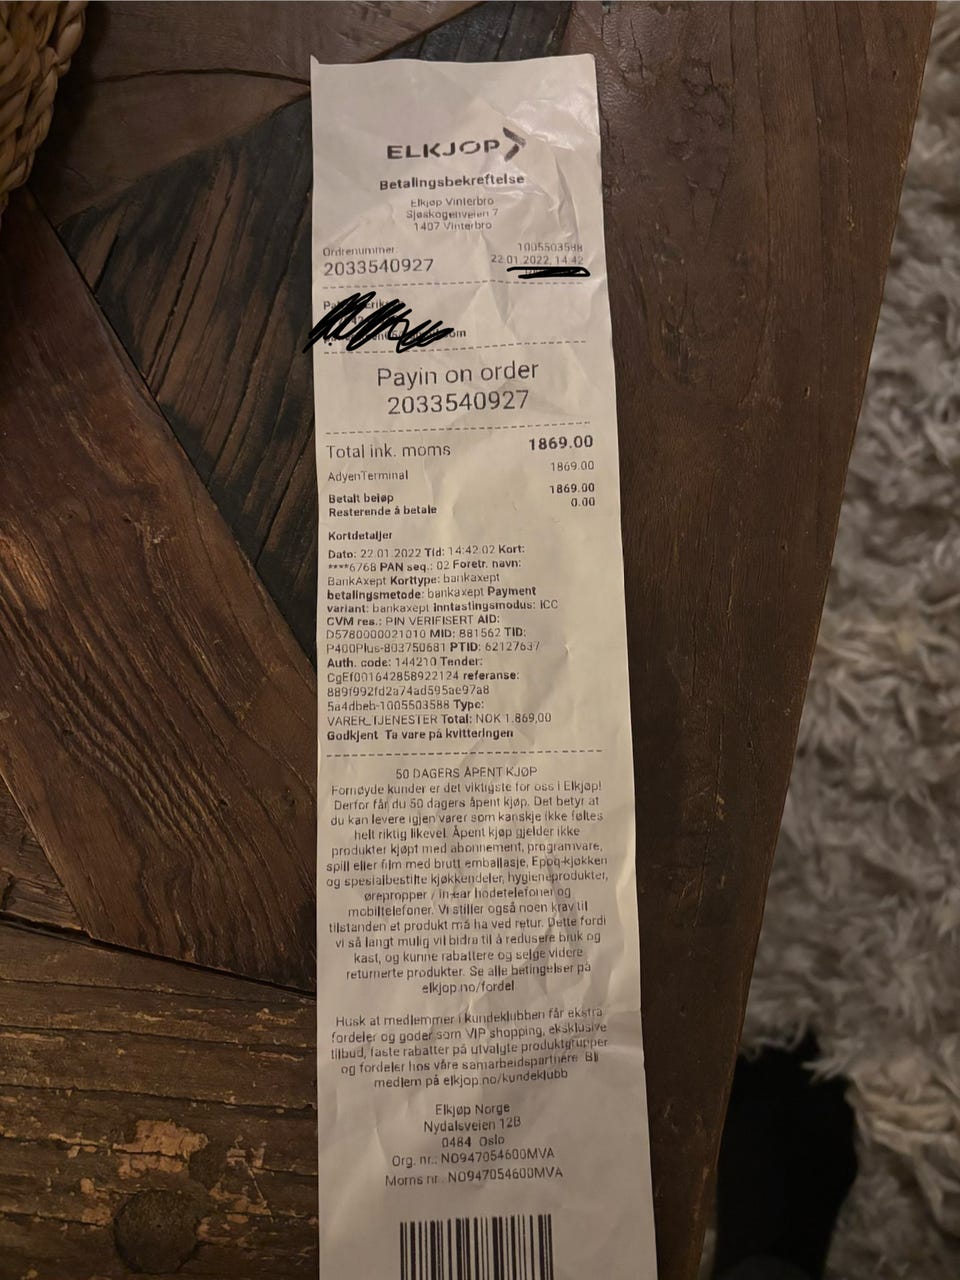 ELKJØP
Betalingsbekreftelse
Elkjøp Vinterbro
Sjøskogenveien 7
1407 Vinterbro
Ordrenummer: 1005503588
2033540927 22.01.2022, 14:42
Payin on order
2033540927
Total ink. moms 1869.00
AdyenTerminal 1869.00
Betalt beløp 1869.00
Resterende å betale 0.00
Kortdetaljer
Dato: 22.01.2022 Tid: 14:42:02 Kort:
****6768 PAN seq.: 02 Foretr. navn:
BankAxept Korttype: bankaxept
betalingsmetode: bankaxept Payment
variant: bankaxept inntastingsmodus: ICC
CVM res.: PIN VERIFISERT AID:
D5780000021010 MID: 881562 TID:
P400Plus-803750681 PTID: 62127637
Auth. code: 144210 Tender:
CgEf001642858922124 referanse:
889f992fd2a74ad595ae97a8
5a4dbeb-1005503588 Type:
VARER_TJENESTER Total: NOK 1.869,00
Godkjent Ta vare på kvitteringen
50 DAGERS ÅPENT KJØP
Fornøyde kunder er det viktigste for oss i Elkjøp!
Derfor får du 50 dagers åpent kjøp. Det betyr at
du kan levere igjen varer som kanskje ikke føltes
helt riktig likevel. Åpent kjøp gjelder ikke
produkter kjøpt med abonnement, programvare,
spill eller film med brutt emballasje, Epoq-kjøkken
og spesialbestilte kjøkkendeler, hygieneprodukter,
ørepropper / in-ear hodetelefoner og
mobiltelefoner. Vi stiller også noen krav til
tilstanden et produkt må ha ved retur. Dette fordi
vi så langt mulig vil bidra til å redusere bruk og
kast, og kunne rabattere og selge videre
returnerte produkter. Se alle betingelser på
elkjop.no/fordel
Husk at medlemmer i kundeklubben får ekstra
fordeler og goder som VIP shopping, eksklusive
tilbud, faste rabatter på utvalgte produktgrupper
og fordeler hos våre samarbeidspartnere. Bli
medlem på elkjop.no/kundeklubb
Elkjøp Norge
Nydalsveien 12B
0484 Oslo
Org. nr.: NO947054600MVA
Moms nr.: NO947054600MVA